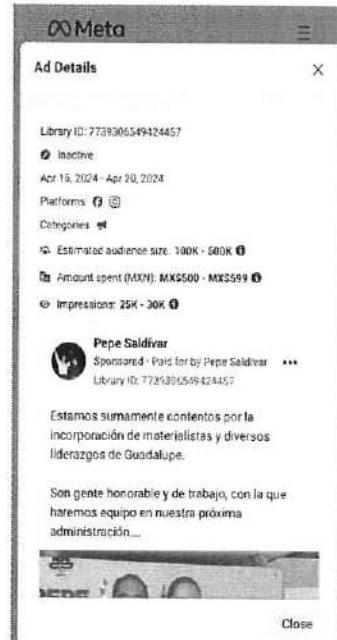 Meta
Ad Details
Library ID: 7739306549424457
Inactive
Apr 15, 2024 - Apr 20, 2024
Platforms
Categories
Estimated audience size: 100K - 500K
Amount spent (MXN): MX$500 - MX$599
Impressions: 25K - 30K
Pepe Saldívar
Sponsored · Paid for by Pepe Saldívar
Library ID: 7739306549424457
Estamos sumamente contentos por la
incorporación de materialistas y diversos
liderazgos de Guadalupe.
Son gente honorable y de trabajo, con la que
haremos equipo en nuestra próxima
administración....
Close